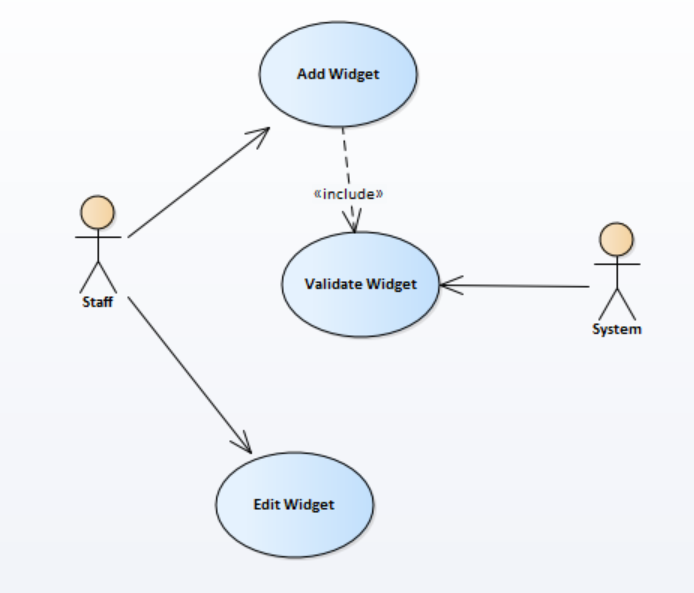 Add Widget
«include»
Validate Widget
Staff
System
Edit Widget